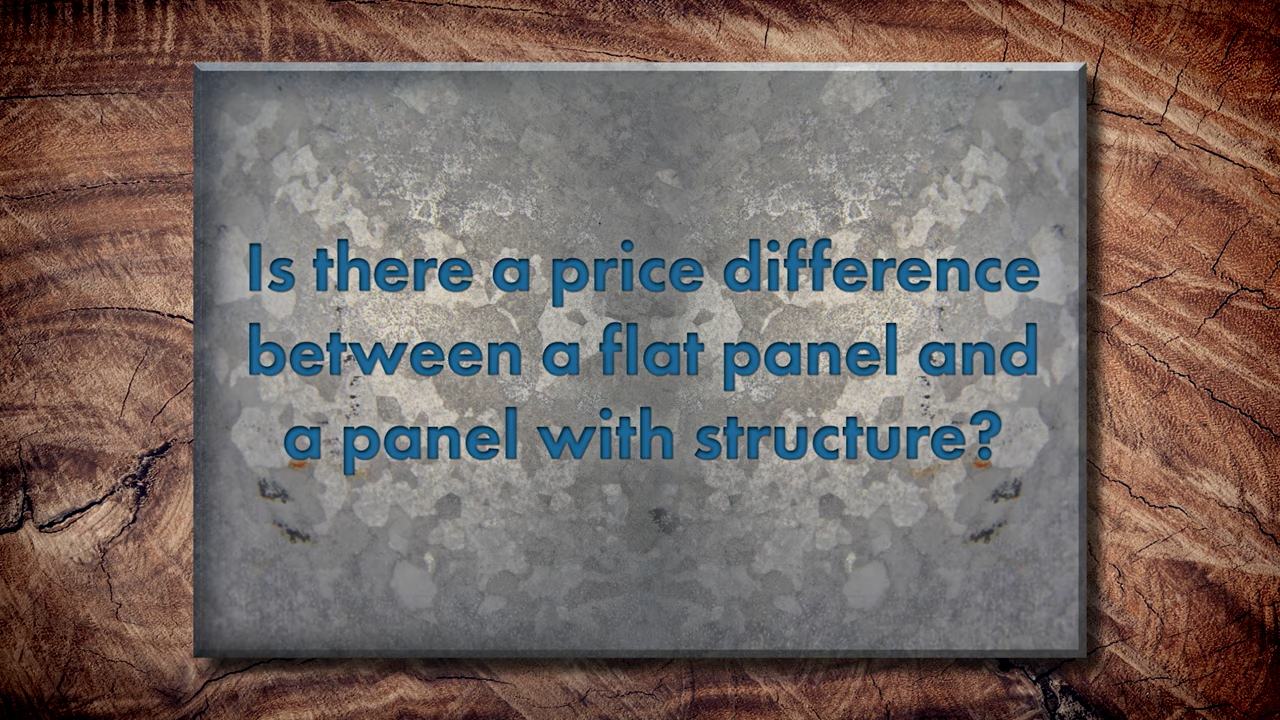 Is there a price difference
between a flat panel and
a panel with structure?